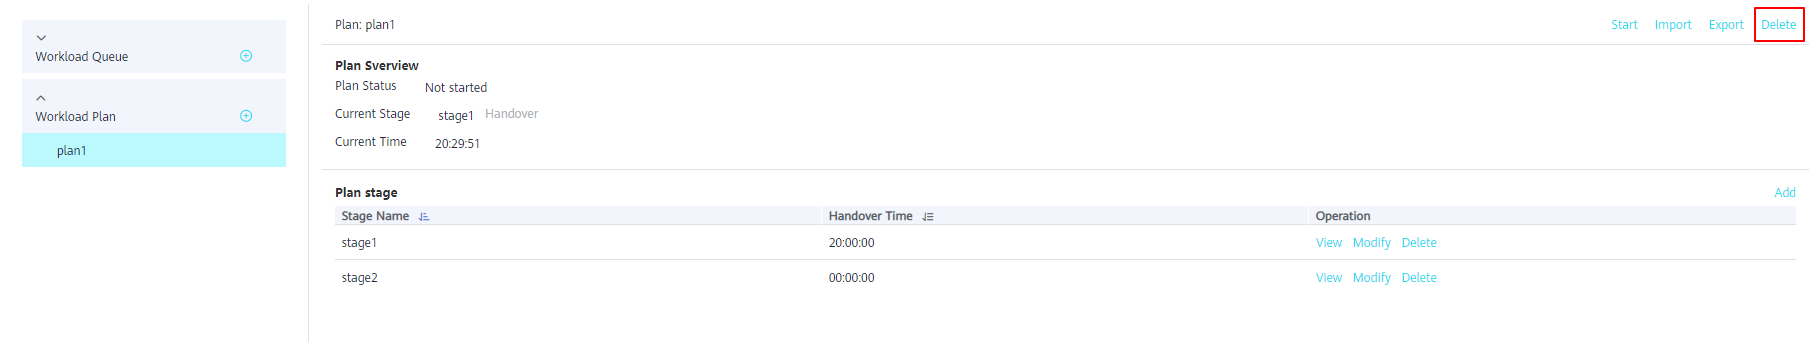 Workload Queue
Workload Plan
plan1
Plan: plan1
Start Import Export Delete
Plan Sverview
Plan Status Not started
Current Stage stage1 Handover
Current Time 20:29:51
Plan stage Add
Stage Name Handover Time Operation
stage1 20:00:00 View Modify Delete
stage2 00:00:00 View Modify Delete